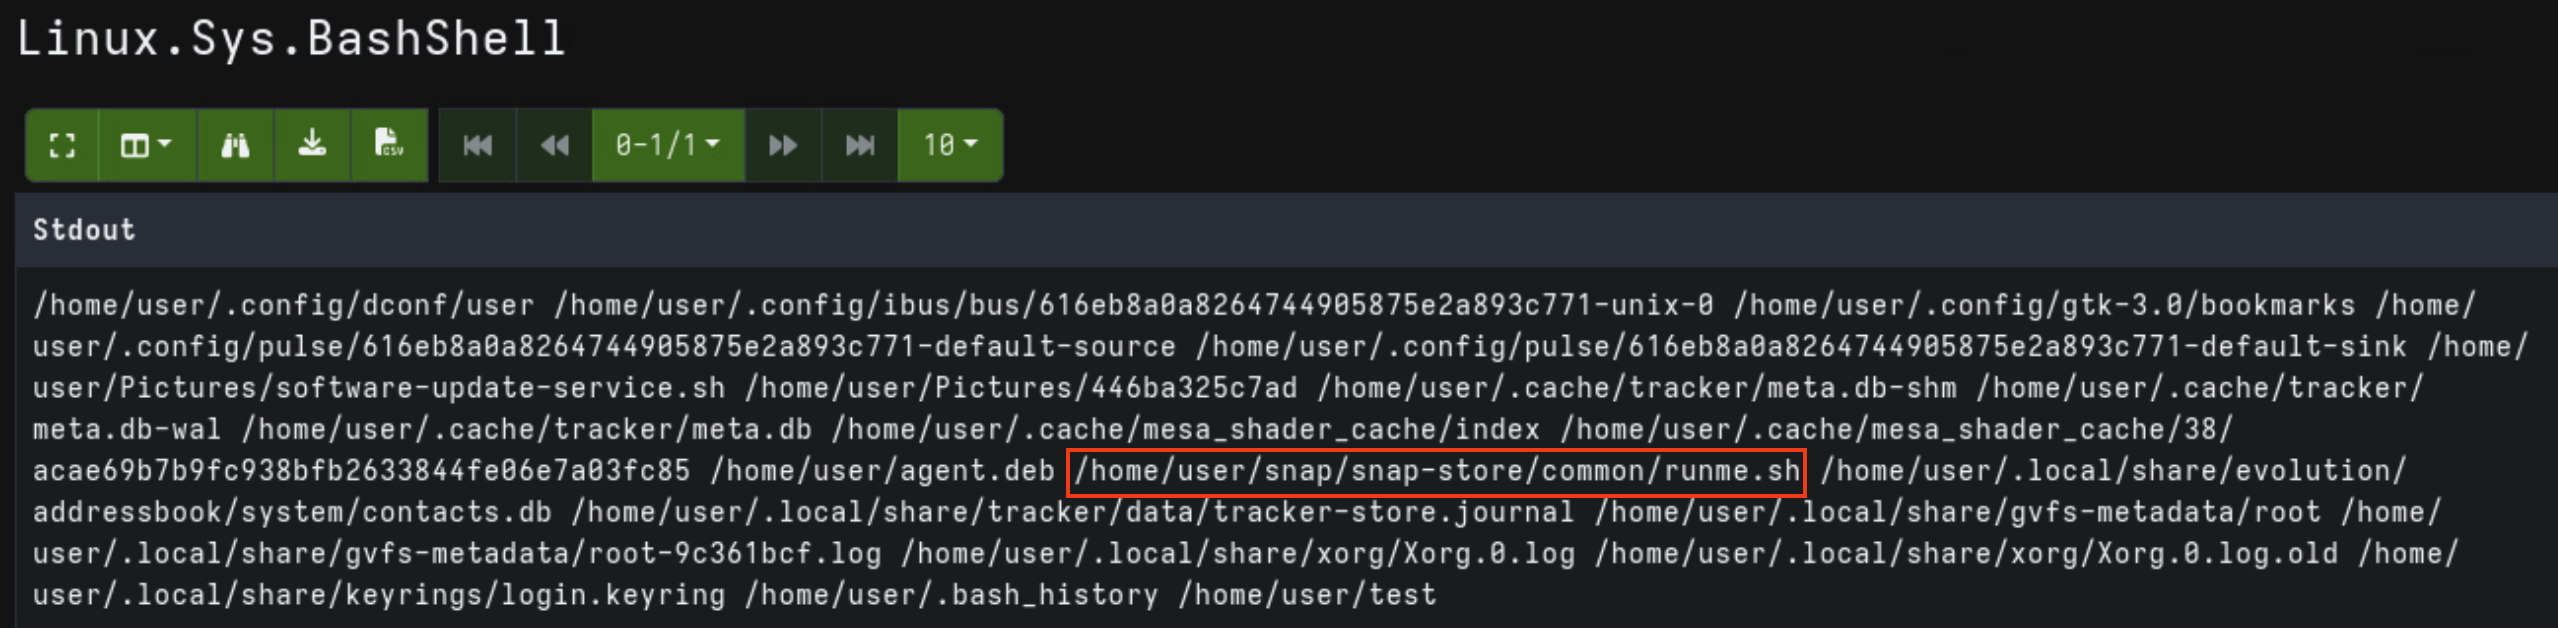 Linux.Sys.BashShell
CSV 0-1/1 10
Stdout
/home/user/.config/dconf/user /home/user/.config/ibus/bus/616eb8a0a8264744905875e2a893c771-unix-0 /home/user/.config/gtk-3.0/bookmarks /home/
user/.config/pulse/616eb8a0a8264744905875e2a893c771-default-source /home/user/.config/pulse/616eb8a0a8264744905875e2a893c771-default-sink /home/
user/Pictures/software-update-service.sh /home/user/Pictures/446ba325c7ad /home/user/.cache/tracker/meta.db-shm /home/user/.cache/tracker/
meta.db-wal /home/user/.cache/tracker/meta.db /home/user/.cache/mesa_shader_cache/index /home/user/.cache/mesa_shader_cache/38/
acae69b7b9fc938bfb2633844fe06e7a03fc85 /home/user/agent.deb /home/user/snap/snap-store/common/runme.sh /home/user/.local/share/evolution/
addressbook/system/contacts.db /home/user/.local/share/tracker/data/tracker-store.journal /home/user/.local/share/gvfs-metadata/root /home/
user/.local/share/gvfs-metadata/root-9c361bcf.log /home/user/.local/share/xorg/Xorg.0.log /home/user/.local/share/xorg/Xorg.0.log.old /home/
user/.local/share/keyrings/login.keyring /home/user/.bash_history /home/user/test